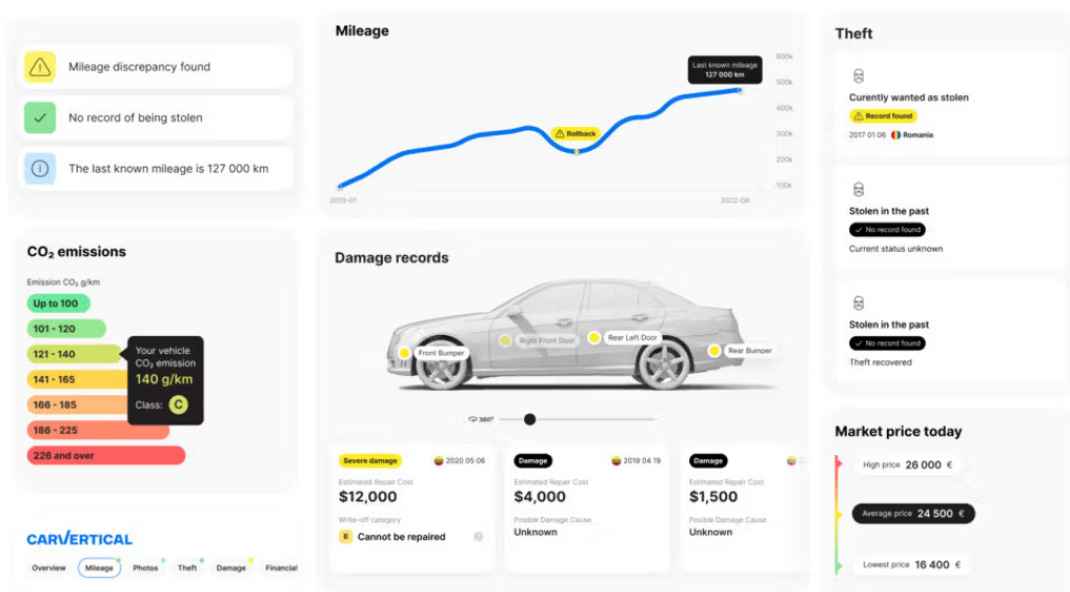 Mileage discrepancy found
No record of being stolen
The last known mileage is 127 000 km
CO₂ emissions
Emission CO₂ g/km
Up to 100
101 - 120
121 - 140
141 - 165
166 - 185
186 - 225
226 and over
Your vehicle
CO₂ emission
140 g/km
Class: C
CARVERTICAL
Overview
Mileage
Photos
Theft
Damage
Financial
Mileage
Last known mileage
127 000 km
Rollback
600k
500k
400k
300k
200k
100k
2010-01
2022-03
Damage records
Front Bumper
Right Front Door
Rear Left Door
Rear Bumper
360°
Severe damage
2020 05 06
Estimated Repair Cost
$12,000
Write-off category
II Cannot be repaired
Damage
2019 04 19
Estimated Repair Cost
$4,000
Posible Damage Cause
Unknown
Damage
Estimated Repair Cost
$1,500
Posible Damage Cause
Unknown
Theft
Curently wanted as stolen
Record found
2017 01 06 Romania
Stolen in the past
No record found
Current status unknown
Stolen in the past
No record found
Theft recovered
Market price today
High price 26 000 €
Average price 24 500 €
Lowest price 16 400 €